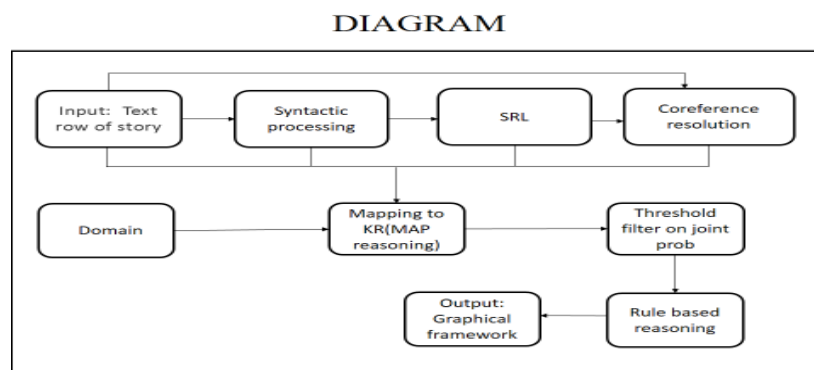 DIAGRAM
Input: Text
row of story
Syntactic
processing
SRL
Coreference
resolution
Domain
Mapping to
KR(MAP
reasoning)
Threshold
filter on joint
prob
Output:
Graphical
framework
Rule based
reasoning